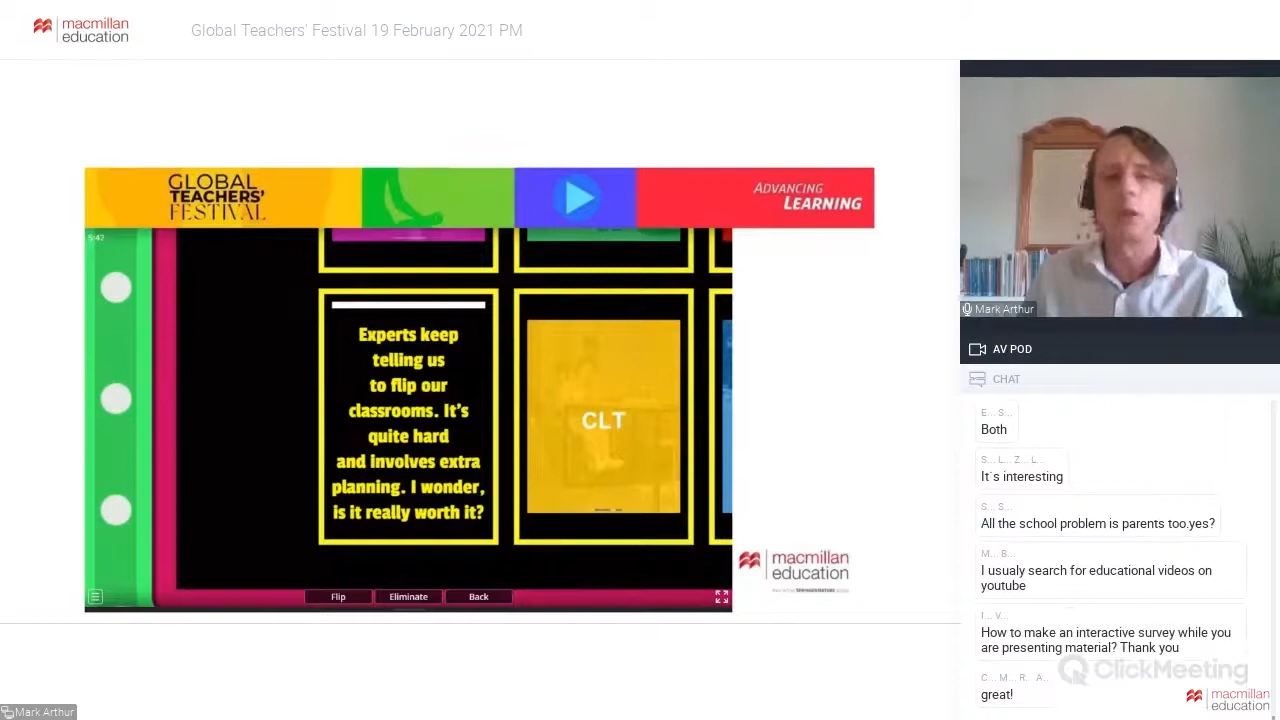 macmillan
education
Global Teachers' Festival 19 February 2021 PM
GLOBAL
TEACHERS'
FESTIVAL
ADVANCING
LEARNING
5:42
Experts keep
telling us
to flip our
classrooms. It's
quite hard
and involves extra
planning. I wonder,
is it really worth it?
CLT
Flip
Eliminate
Back
macmillan
education
Mark Arthur
AV POD
CHAT
E... S...
Both
S... L... Z... L...
It`s interesting
S... S...
All the school problem is parents too.yes?
M... B...
I usualy search for educational videos on
youtube
I... V...
How to make an interactive survey while you
are presenting material? Thank you
C... M... R... A...
great!
ClickMeeting
macmillan
education
Mark Arthur